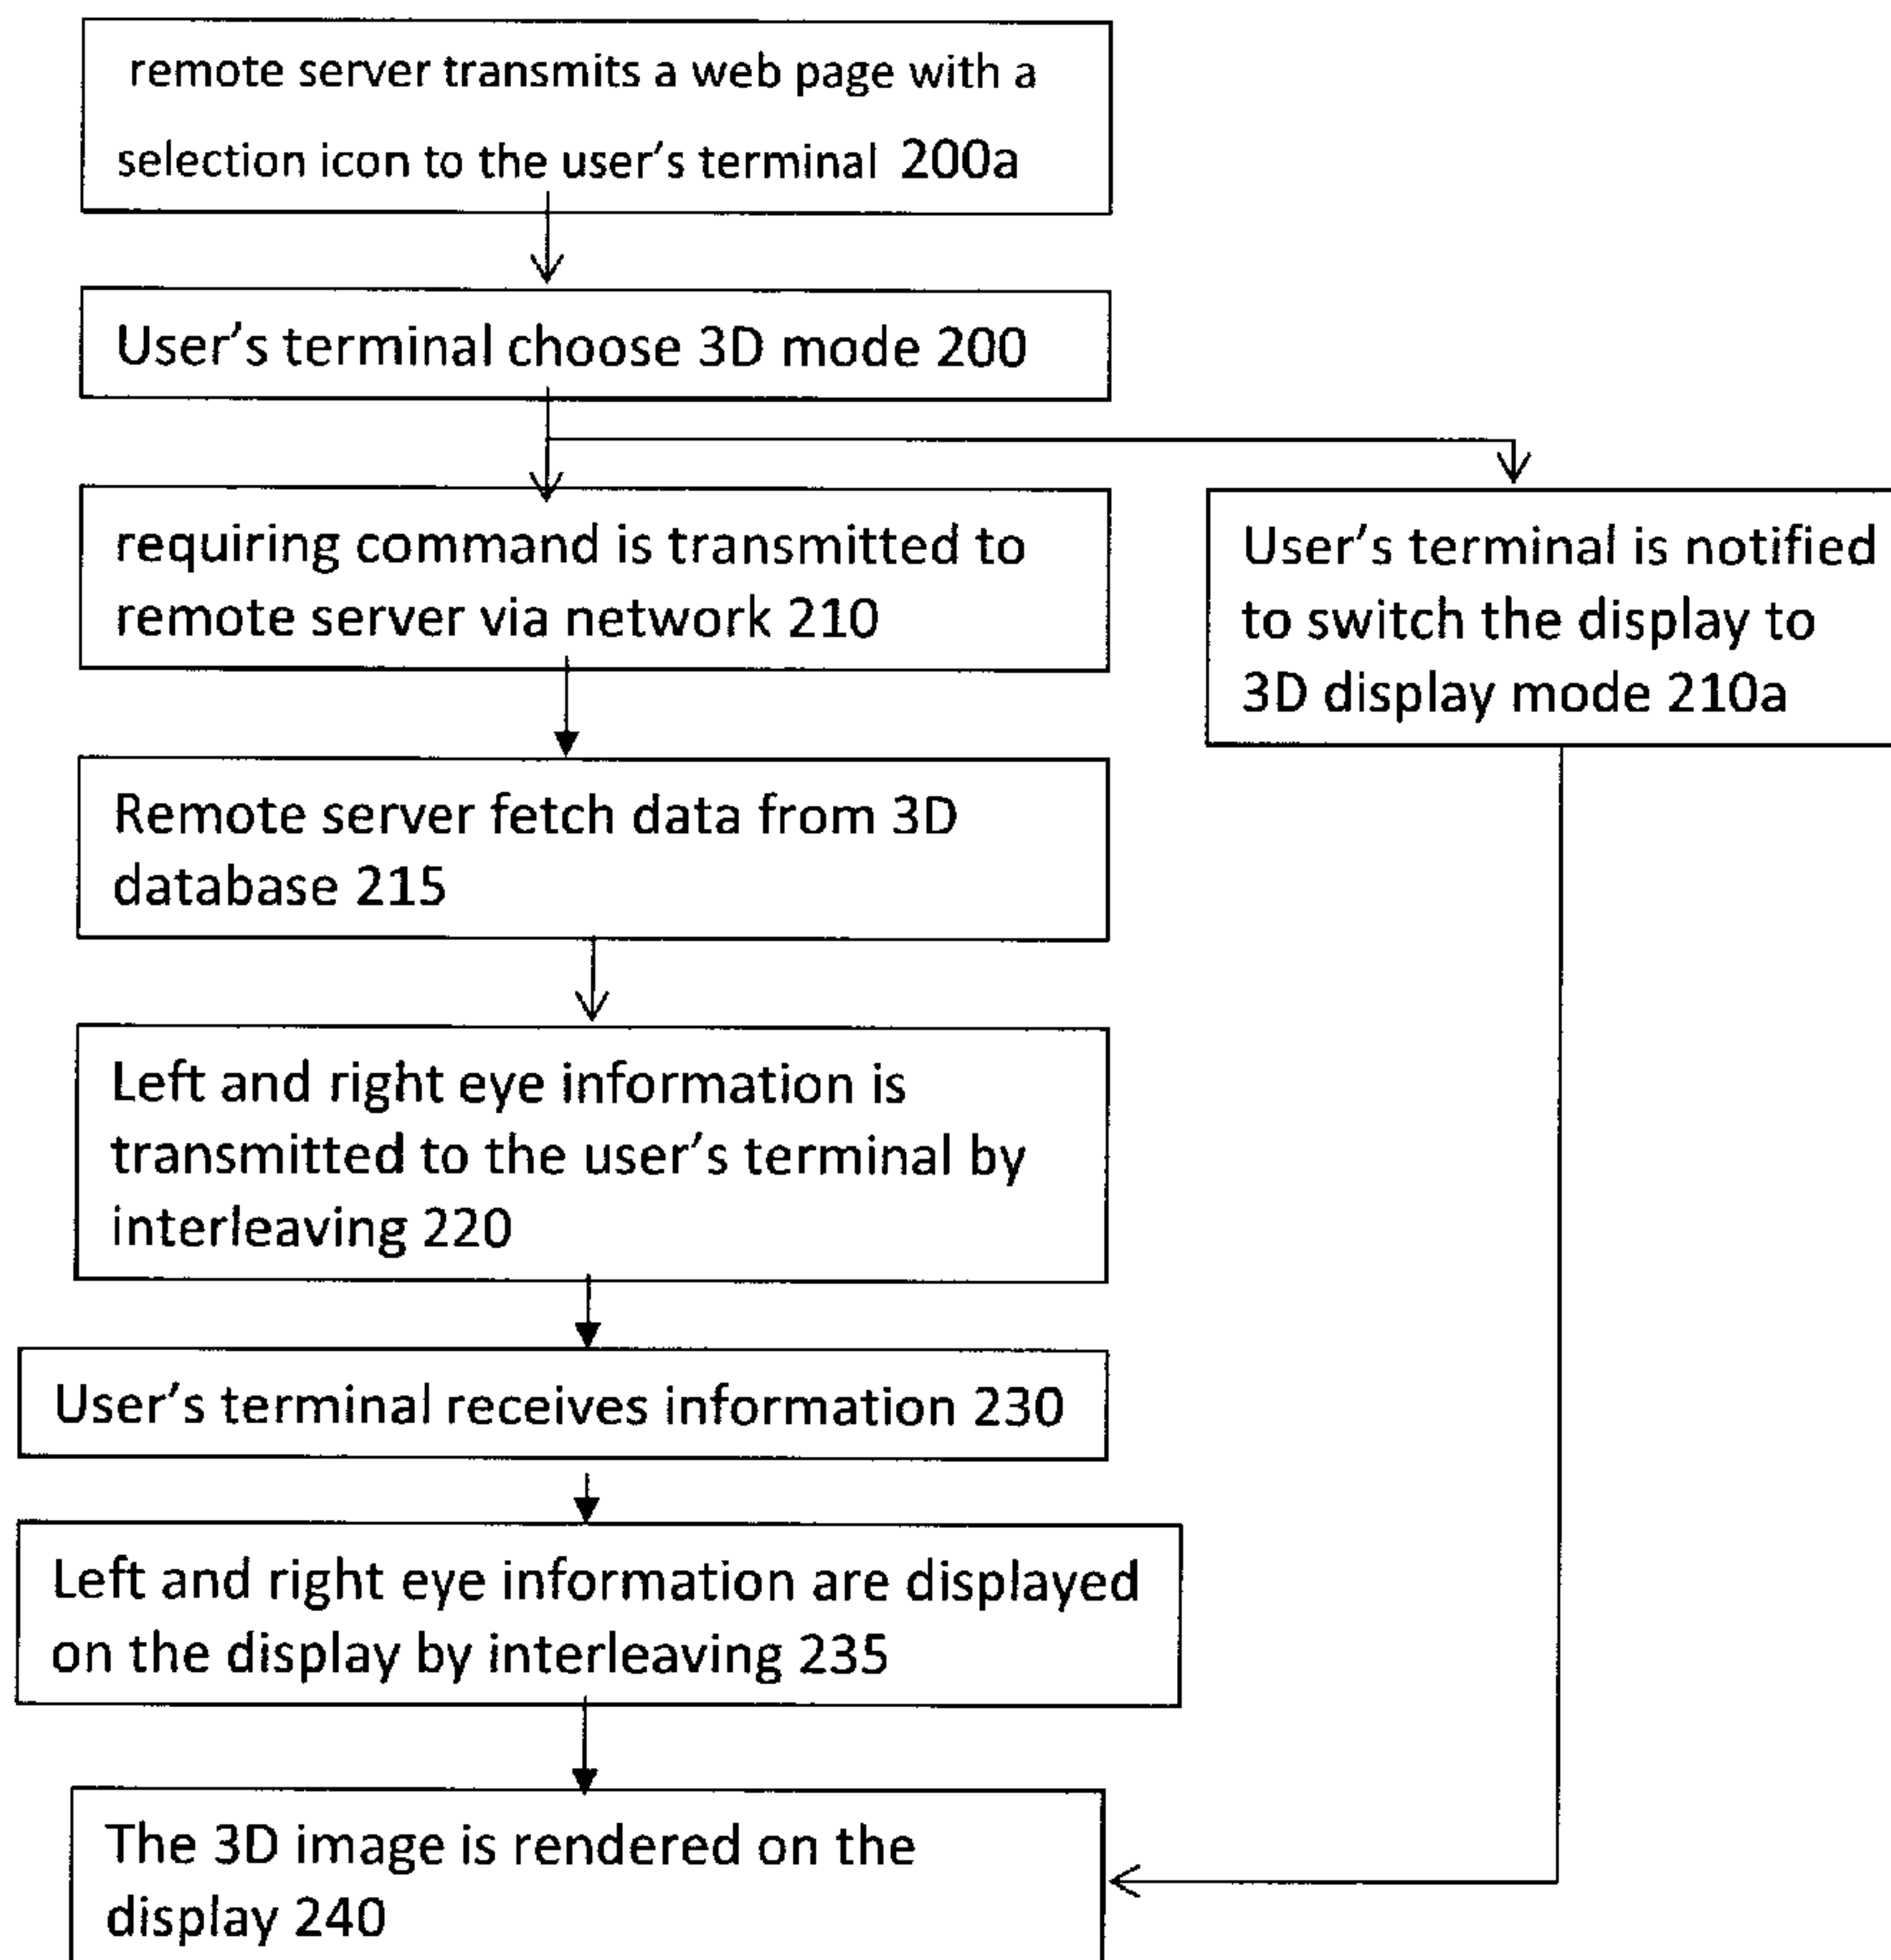 remote server transmits a web page with a
selection icon to the user's terminal 200a
User's terminal choose 3D mode 200
requiring command is transmitted to
remote server via network 210
User's terminal is notified
to switch the display to
3D display mode 210a
Remote server fetch data from 3D
database 215
Left and right eye information is
transmitted to the user's terminal by
interleaving 220
User's terminal receives information 230
Left and right eye information are displayed
on the display by interleaving 235
The 3D image is rendered on the
display 240